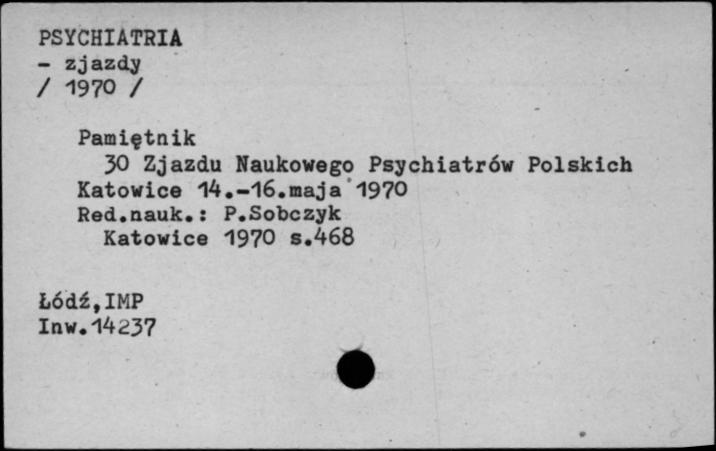 PSYCHIATRIA
- zjazdy
/ 1970 /
Pamiętnik
30 Zjazdu Naukowego Psychiatrów Polskich
Katowice 14.-16.maja 1970
Red.nauk.: P.Sobczyk
Katowice 1970 s.468
Łódź,IMP
Inw.14237